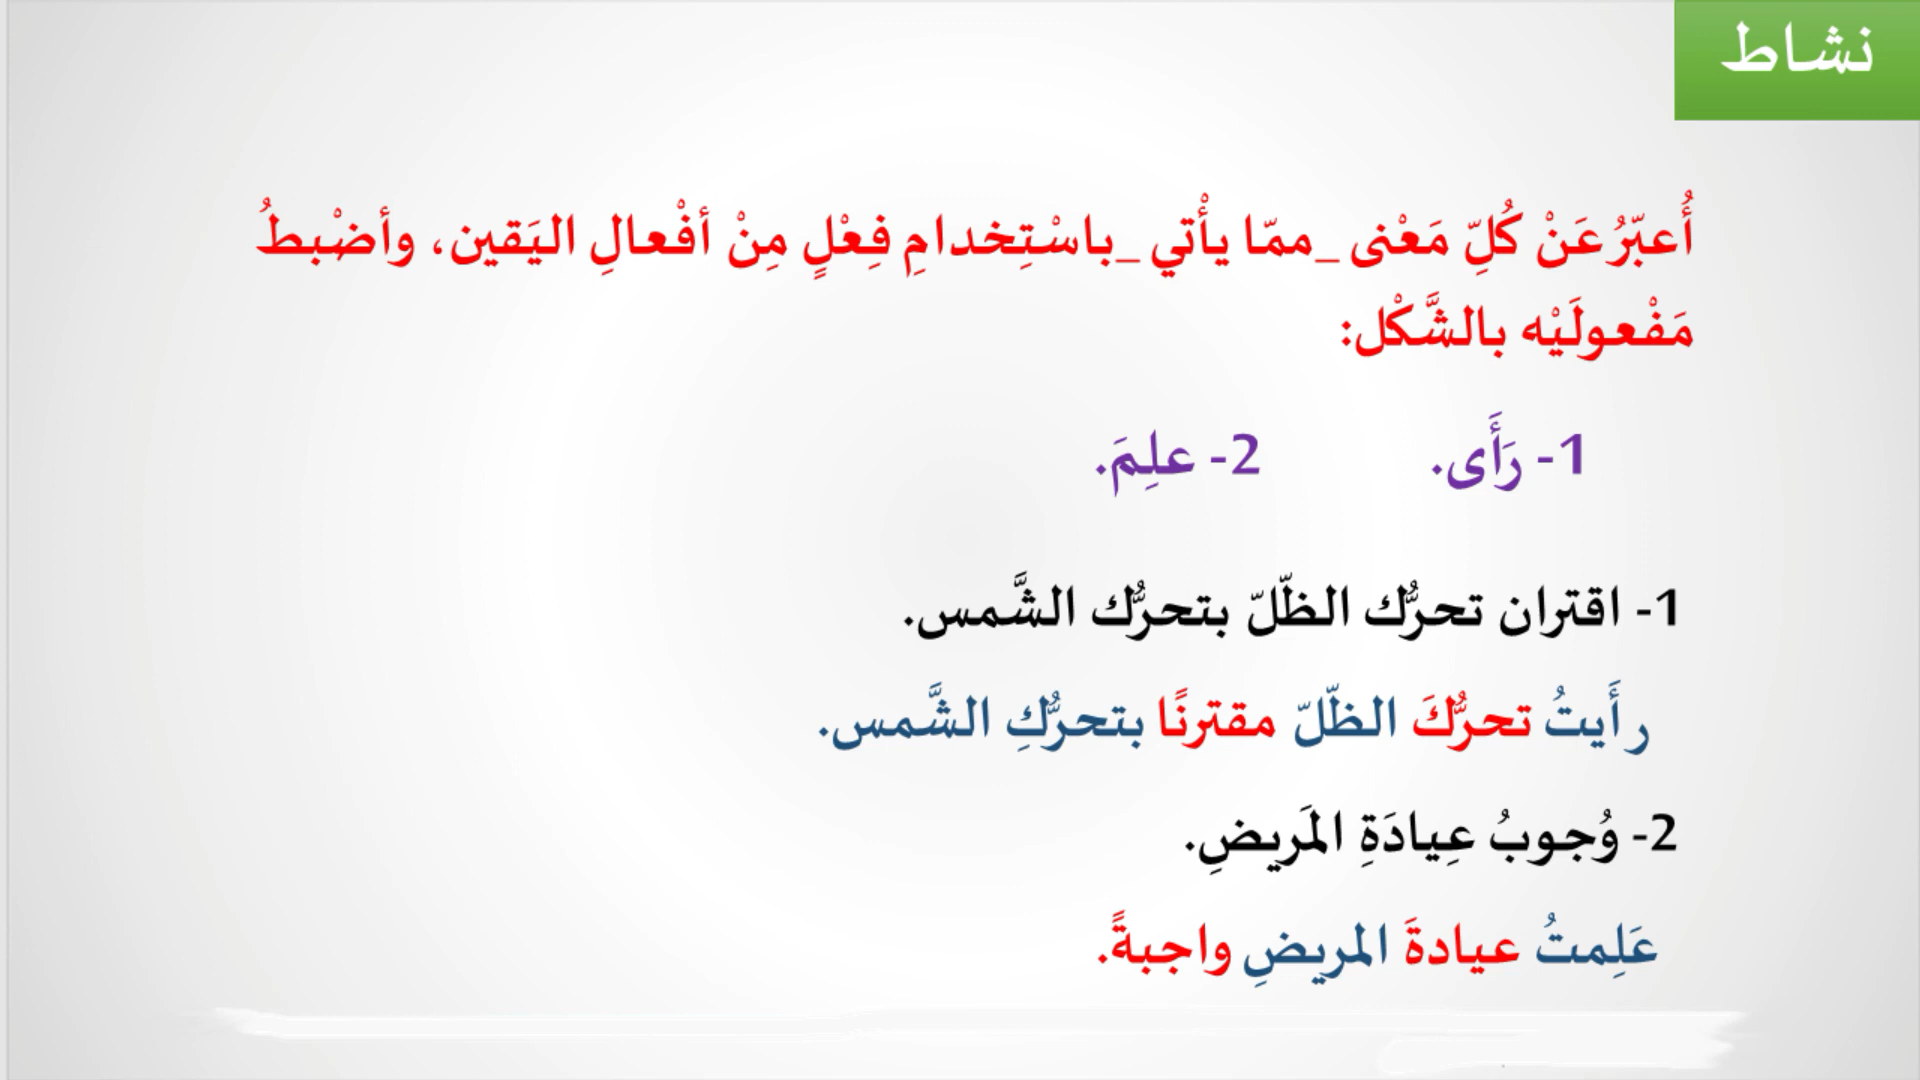 نشاط
أُعبّرُ عَنْ كُلِّ مَعْنى _ممّا يأْتي _باسْتِخدامِ فِعْلٍ مِنْ أفْعالِ اليَقين، وأضْبطُ
مَفْعولَيْه بالشَّكْل:
1- رَأَى. 2- علِمَ.
1- اقتران تحرُّك الظّلّ بتحرُّك الشَّمس.
رأَيتُ تحرُّكَ الظّلّ مقترنًا بتحرُّكِ الشَّمس.
2- وُجوبُ عِيادَةِ المَريضِ.
عَلِمتُ عيادةَ المريضِ واجبةً.